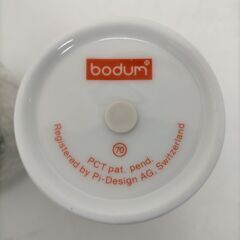 bodum®
70
PCT pat. pend.
Registered by Pi-Design AG, Switzerland